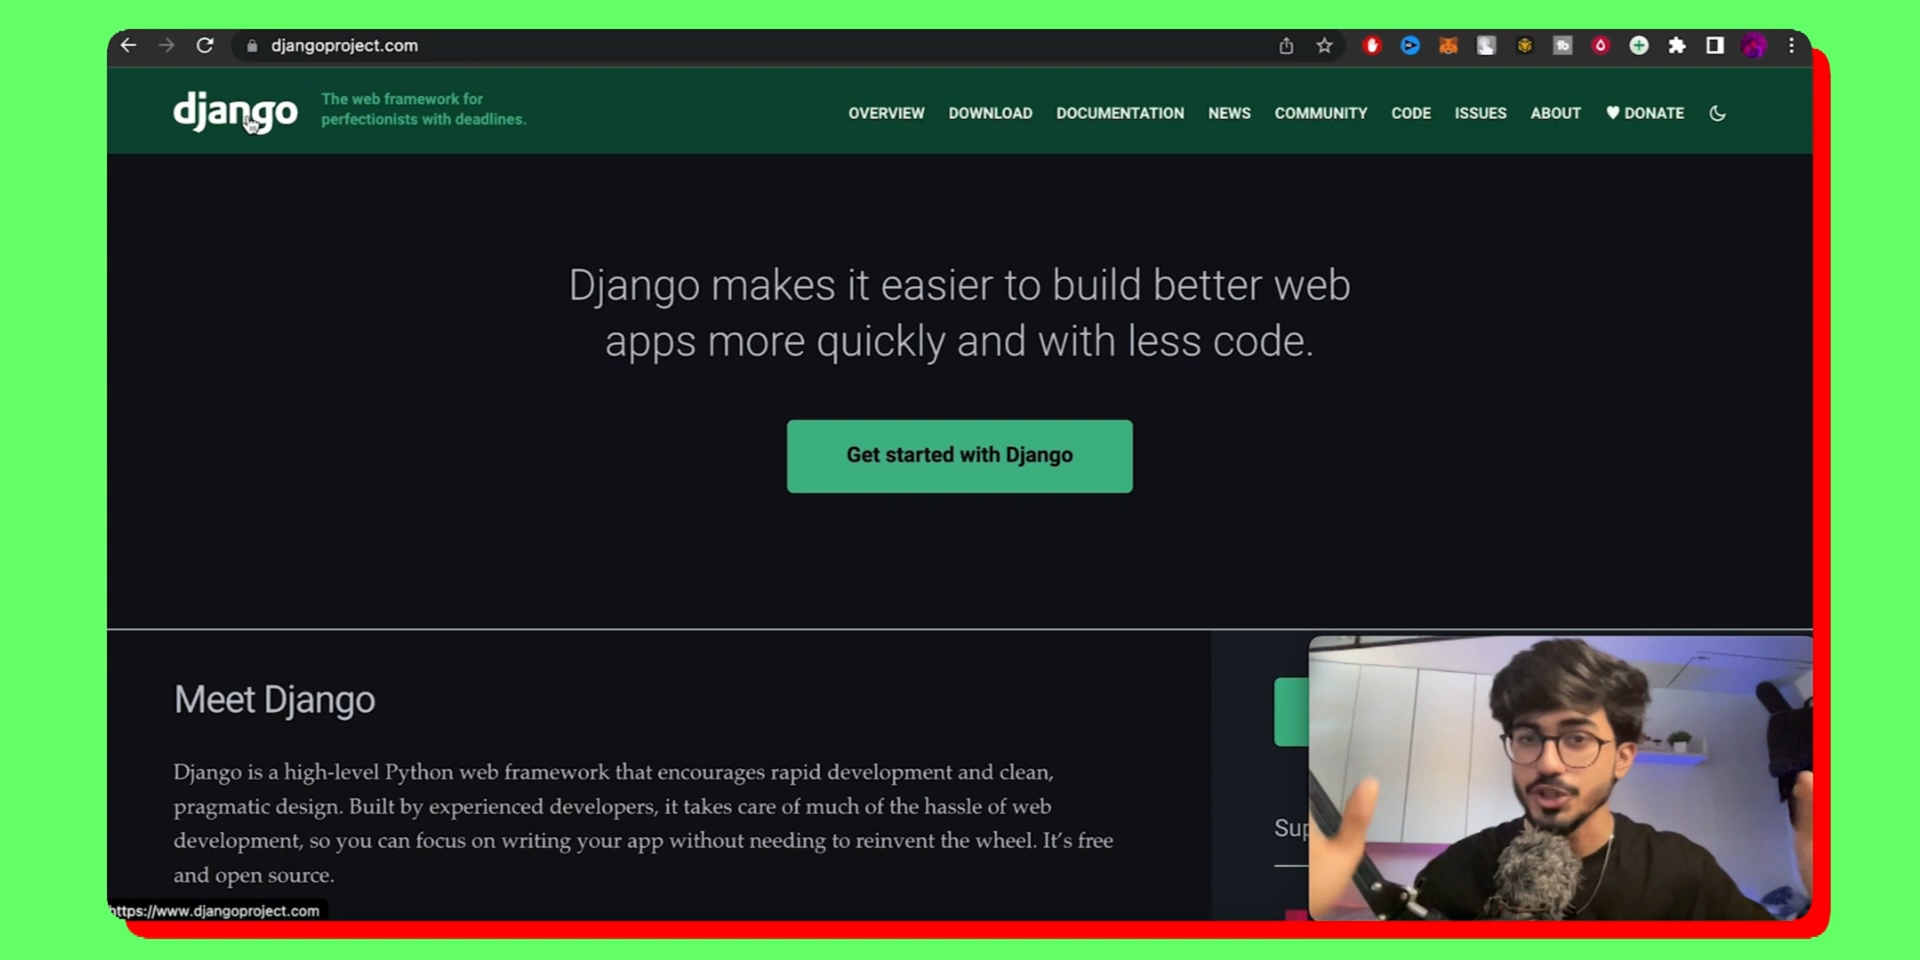 djangoproject.com
django
The web framework for
perfectionists with deadlines.
OVERVIEW DOWNLOAD DOCUMENTATION NEWS COMMUNITY CODE ISSUES ABOUT ♥ DONATE
Django makes it easier to build better web
apps more quickly and with less code.
Get started with Django
Meet Django
Django is a high-level Python web framework that encourages rapid development and clean,
pragmatic design. Built by experienced developers, it takes care of much of the hassle of web
development, so you can focus on writing your app without needing to reinvent the wheel. It’s free
and open source.
Sup
https://www.djangoproject.com